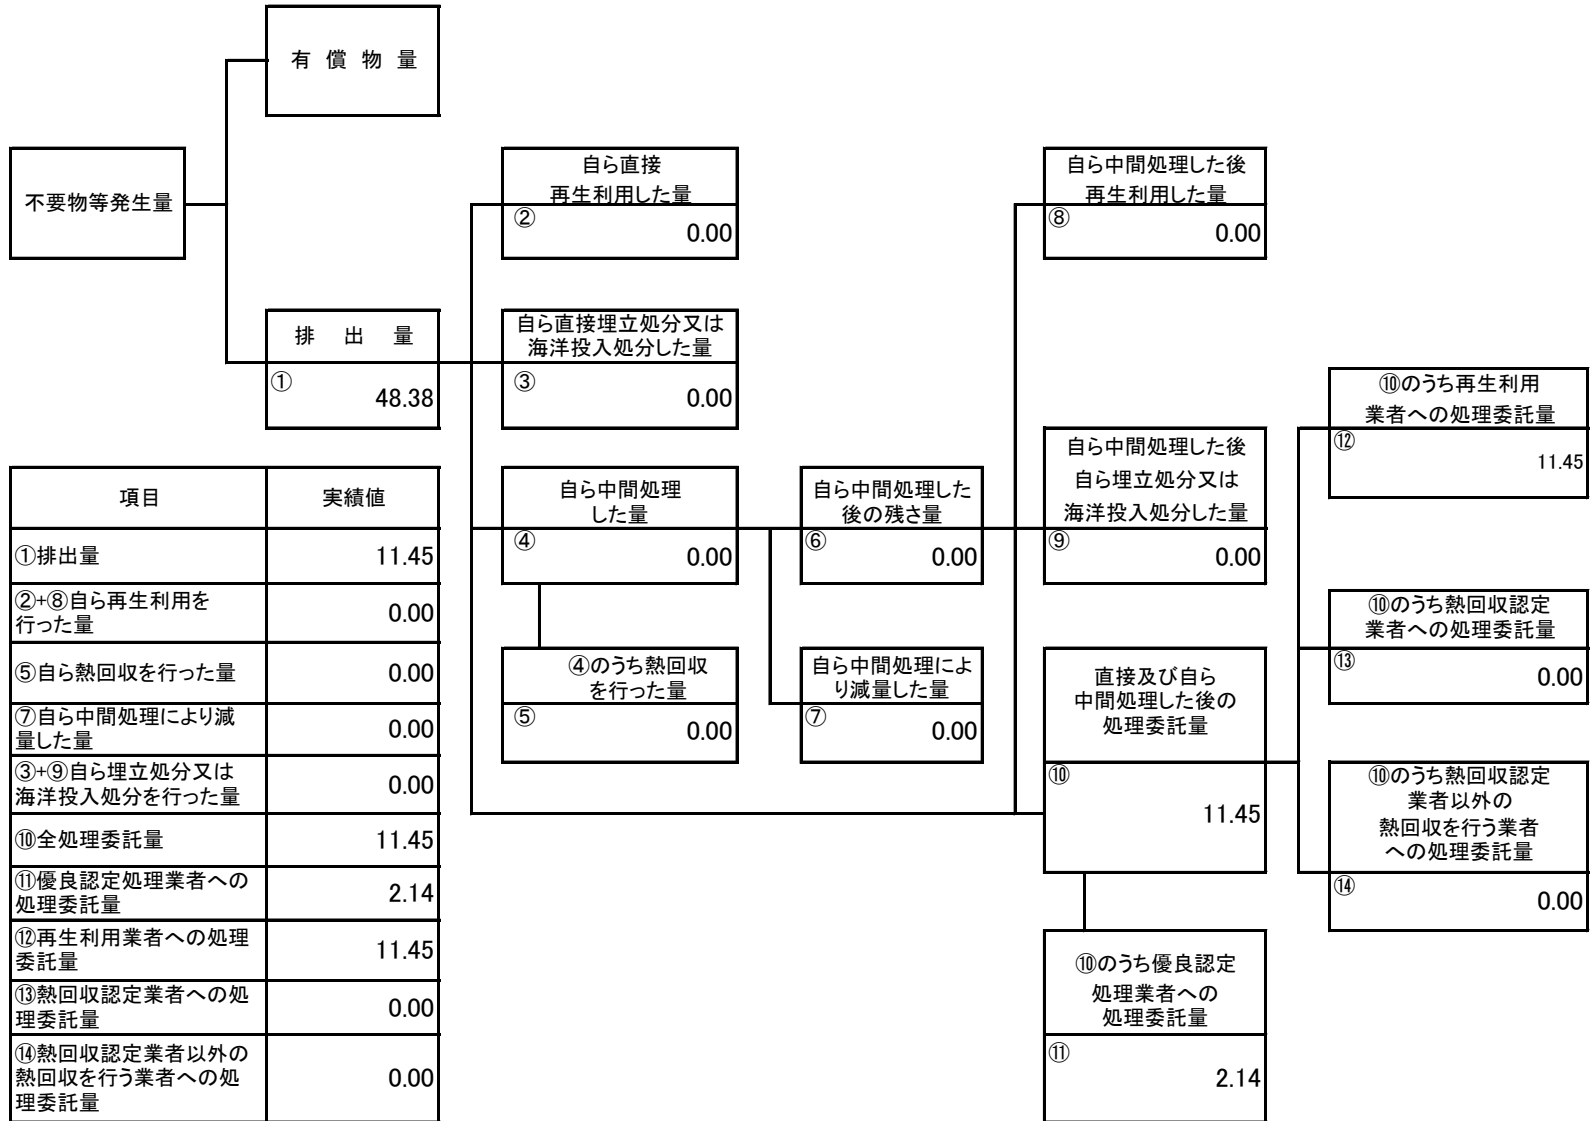 有 償 物 量
不要物等発生量
自ら直接
再生利用した量
②
0.00
自ら中間処理した後
再生利用した量
⑧
0.00
排 出 量
①
48.38
自ら直接埋立処分又は
海洋投入処分した量
③
0.00
⑩のうち再生利用
業者への処理委託量
⑫
11.45
自ら中間処理
した量
④
0.00
自ら中間処理した
後の残さ量
⑥
0.00
自ら中間処理した後
自ら埋立処分又は
海洋投入処分した量
⑨
0.00
⑩のうち熱回収認定
業者への処理委託量
⑬
0.00
④のうち熱回収
を行った量
⑤
0.00
自ら中間処理によ
り減量した量
⑦
0.00
直接及び自ら
中間処理した後の
処理委託量
⑩
11.45
⑩のうち熱回収認定
業者以外の
熱回収を行う業者
への処理委託量
⑭
0.00
⑩のうち優良認定
処理業者への
処理委託量
⑪
2.14
項目 実績値
①排出量 11.45
②+⑧自ら再生利用を
行った量 0.00
⑤自ら熱回収を行った量 0.00
⑦自ら中間処理により減
量した量 0.00
③+⑨自ら埋立処分又は
海洋投入処分を行った量 0.00
⑩全処理委託量 11.45
⑪優良認定処理業者への
処理委託量 2.14
⑫再生利用業者への処理
委託量 11.45
⑬熱回収認定業者への処
理委託量 0.00
⑭熱回収認定業者以外の
熱回収を行う業者への処
理委託量 0.00